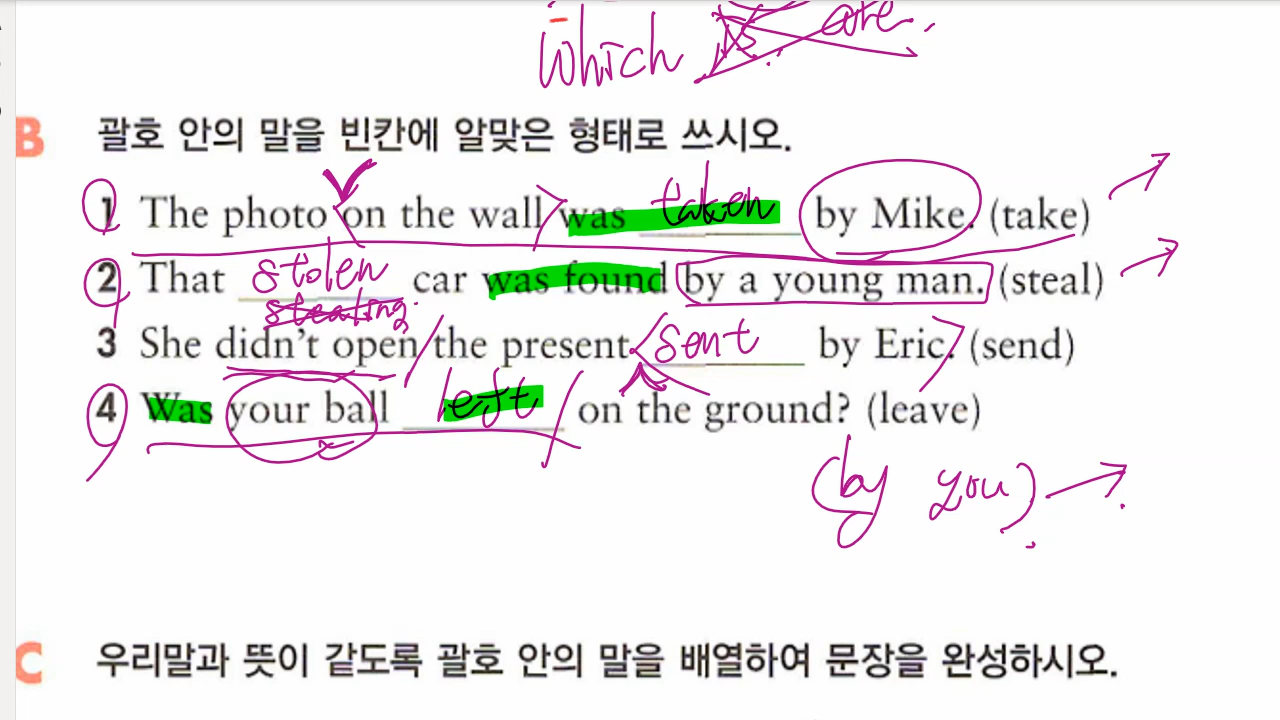 which is are.
B 괄호 안의 말을 빈칸에 알맞은 형태로 쓰시오.
1 The photo on the wall was taken by Mike. (take)
2 That stolen car was found by a young man. (steal)
stealing
3 She didn't open the present sent by Eric. (send)
4 Was your ball left on the ground? (leave)
(by you)
C 우리말과 뜻이 같도록 괄호 안의 말을 배열하여 문장을 완성하시오.